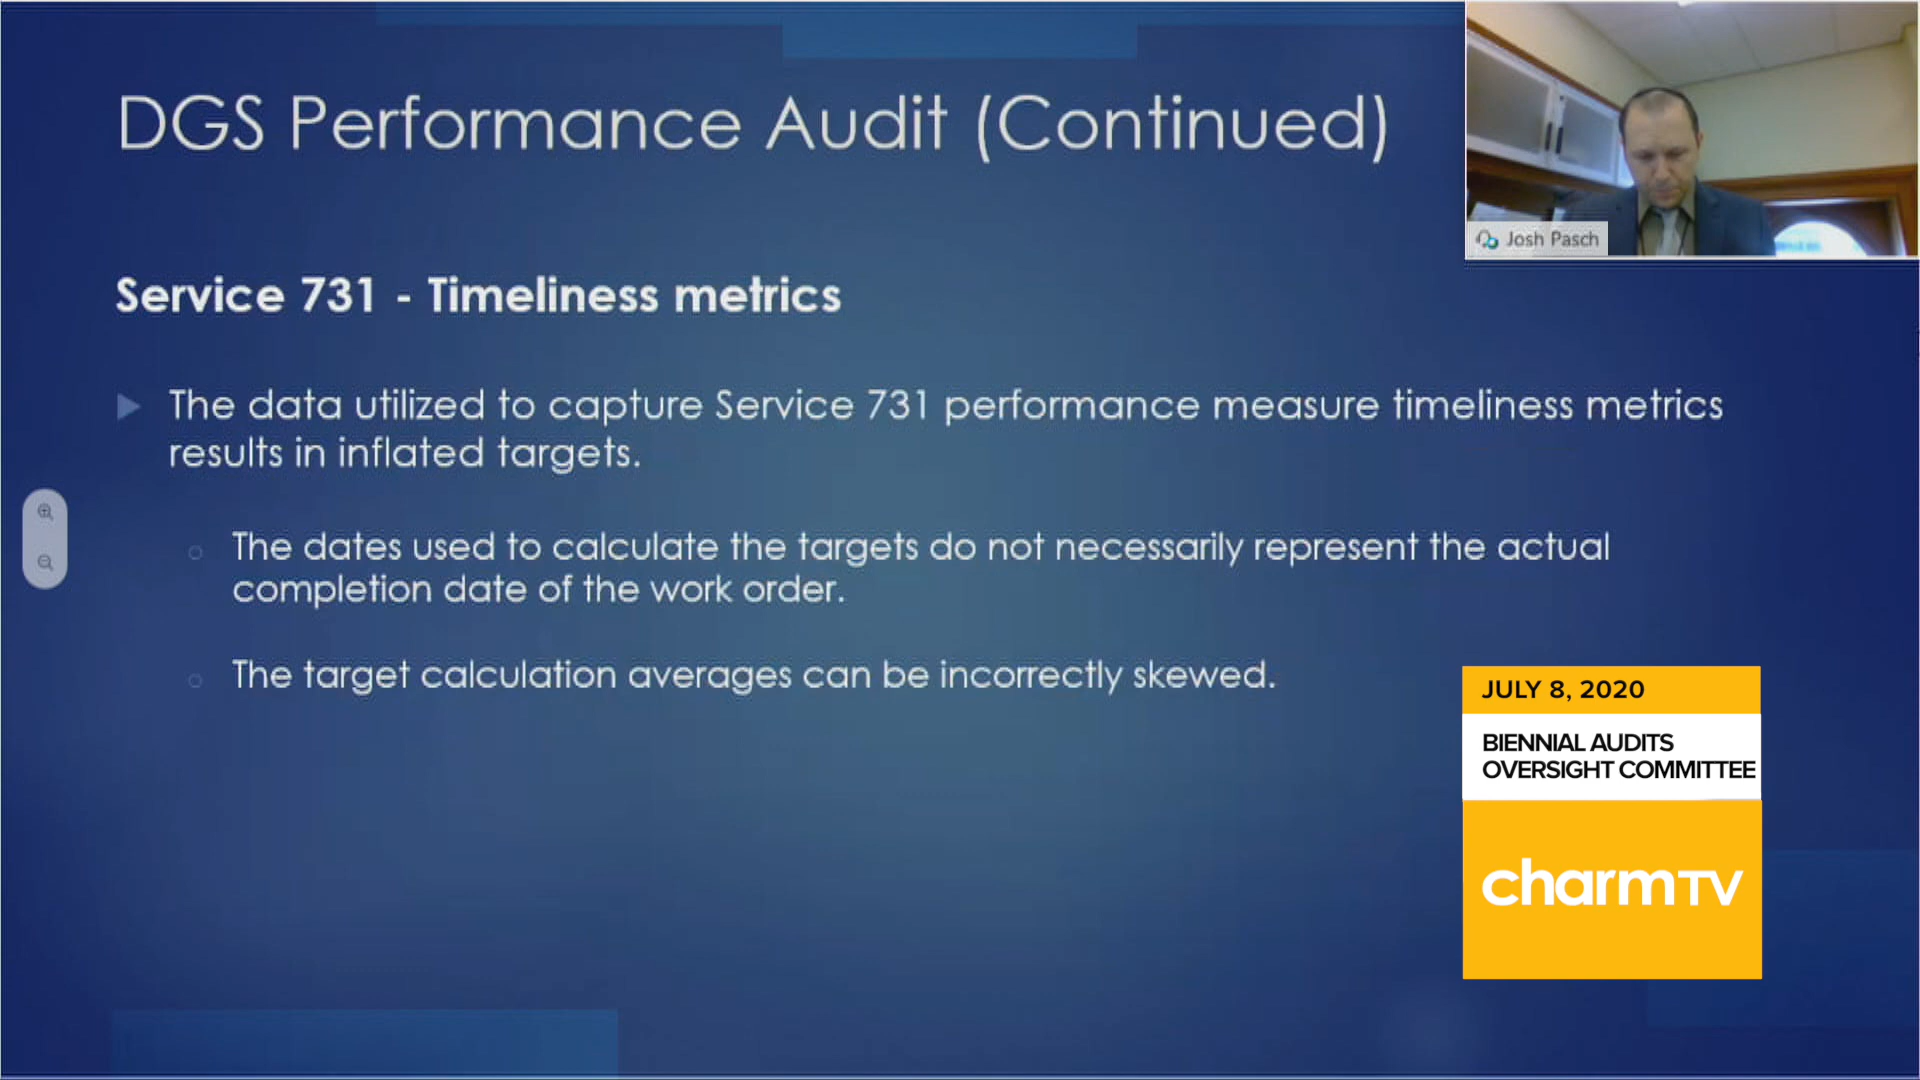 DGS Performance Audit (Continued)
Josh Pasch
Service 731 - Timeliness metrics
The data utilized to capture Service 731 performance measure timeliness metrics
results in inflated targets.
The dates used to calculate the targets do not necessarily represent the actual
completion date of the work order.
The target calculation averages can be incorrectly skewed.
JULY 8, 2020
BIENNIAL AUDITS
OVERSIGHT COMMITTEE
charmTV